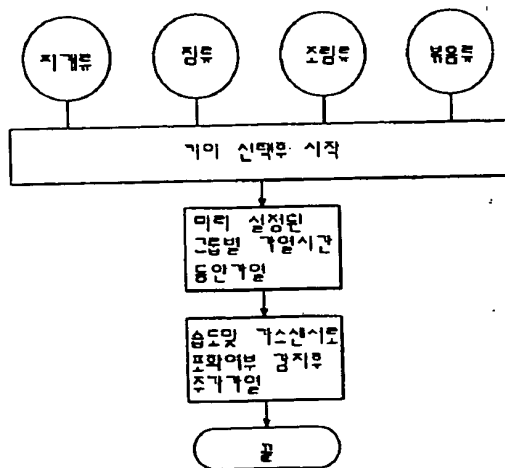 찌개류 찜류 조림류 볶음류
기미 선택후 시작
미리 설정된
그룹별 가열시간
동안가열
습도및 가스센서로
포화여부 감지후
추가가열
끝